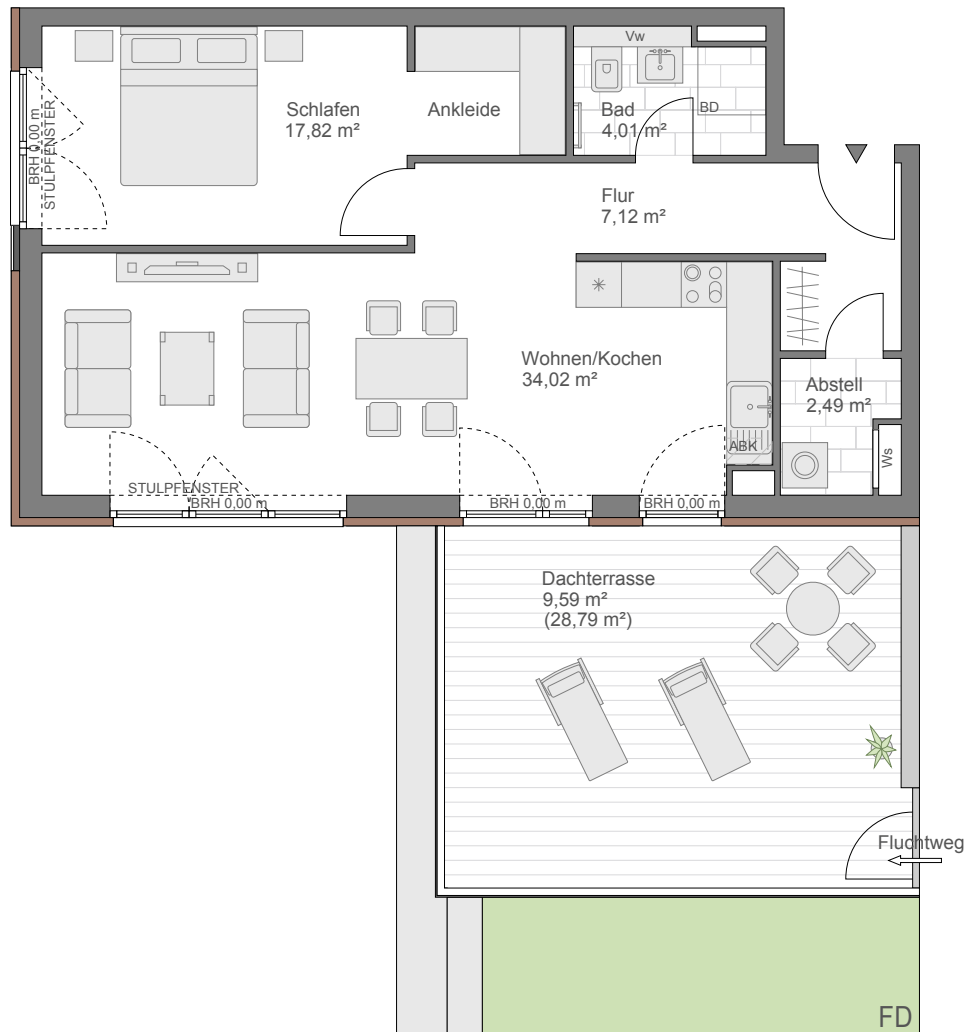 Vw
Schlafen
17,82 m²
Ankleide
Bad
4,01 m²
BD
BRH 0,00 m
STULPFENSTER
Flur
7,12 m²
Wohnen/Kochen
34,02 m²
Abstell
2,49 m²
ABK
Ws
STULPFENSTER
BRH 0,00 m
BRH 0,00 m
BRH 0,00 m
Dachterrasse
9,59 m²
(28,79 m²)
Fluchtweg
FD